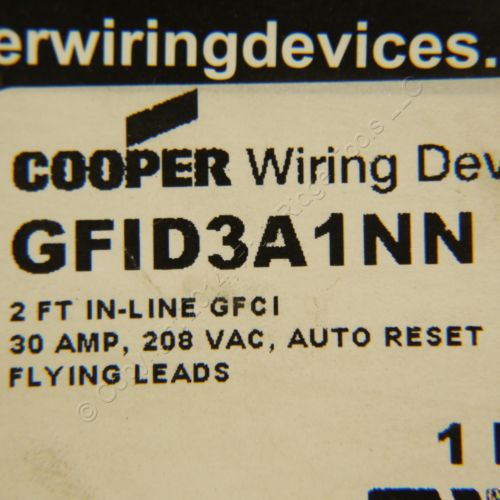 erwiringdevices.
COOPER Wiring Dev
GFID3A1NN
2 FT IN-LINE GFCI
30 AMP, 208 VAC, AUTO RESET
FLYING LEADS
1